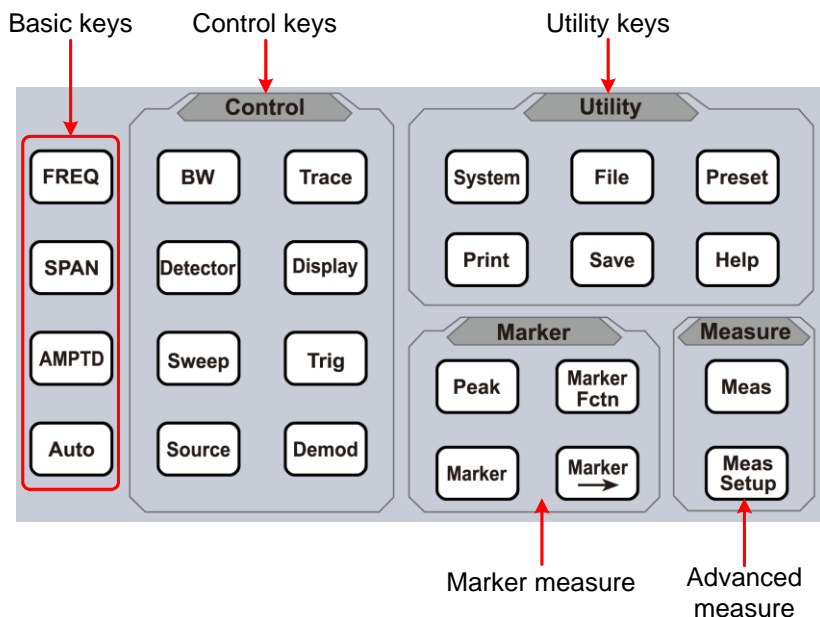 Basic keys
Control keys
Utility keys
Control
Utility
FREQ
BW
Trace
System
File
Preset
SPAN
Detector
Display
Print
Save
Help
Marker
Measure
AMPTD
Sweep
Trig
Peak
Marker
Fctn
Meas
Auto
Source
Demod
Marker
Marker
Meas
Setup
Marker measure
Advanced
measure